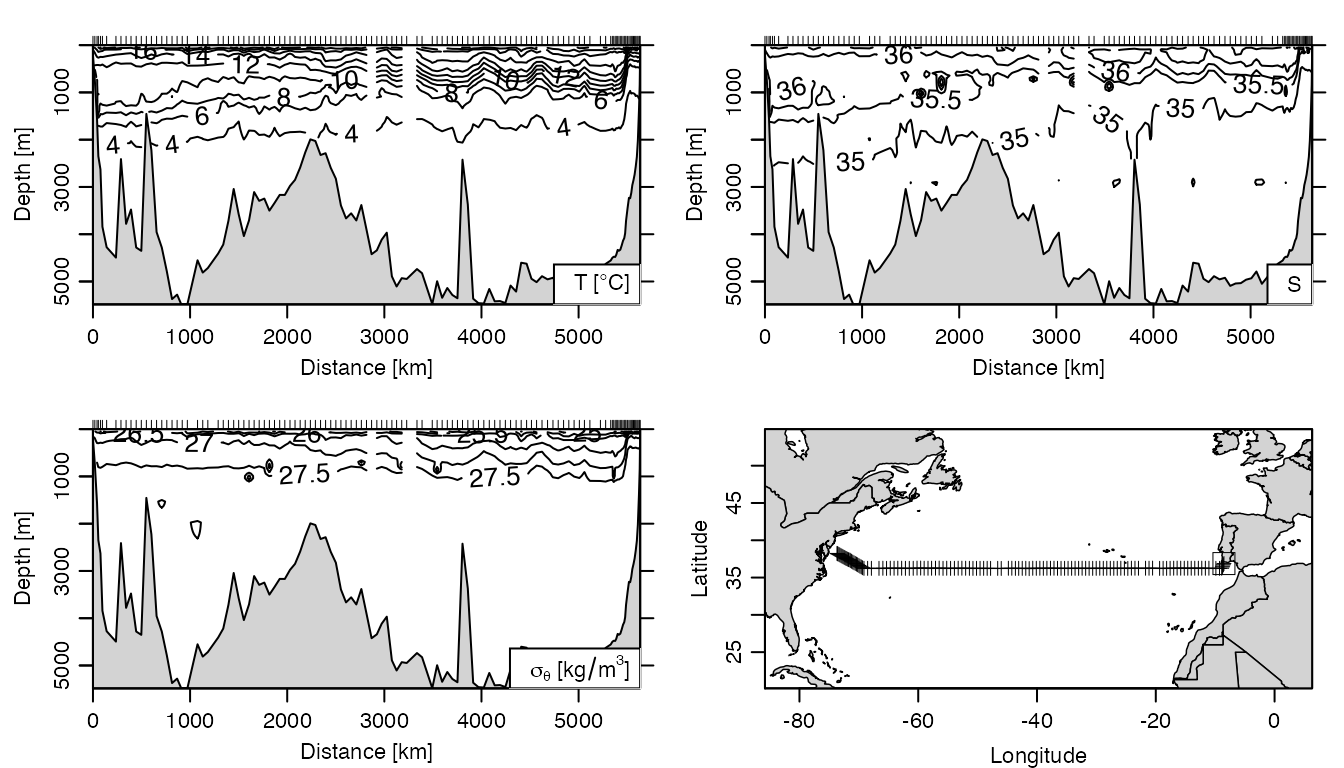 16 14 12 10 8 10 12
6 8 6
4 4 4 4
1000
3000
5000
Depth [m]
T [°C]
0 1000 2000 3000 4000 5000
Distance [km]
36 36
36 35.5 35.5
35 35 35 35
1000
3000
5000
Depth [m]
S
0 1000 2000 3000 4000 5000
Distance [km]
26.5 27 26
27.5 27.5
1000
3000
5000
Depth [m]
σθ [kg/m³]
0 1000 2000 3000 4000 5000
Distance [km]
45
35
25
Latitude
-80 -60 -40 -20 0
Longitude